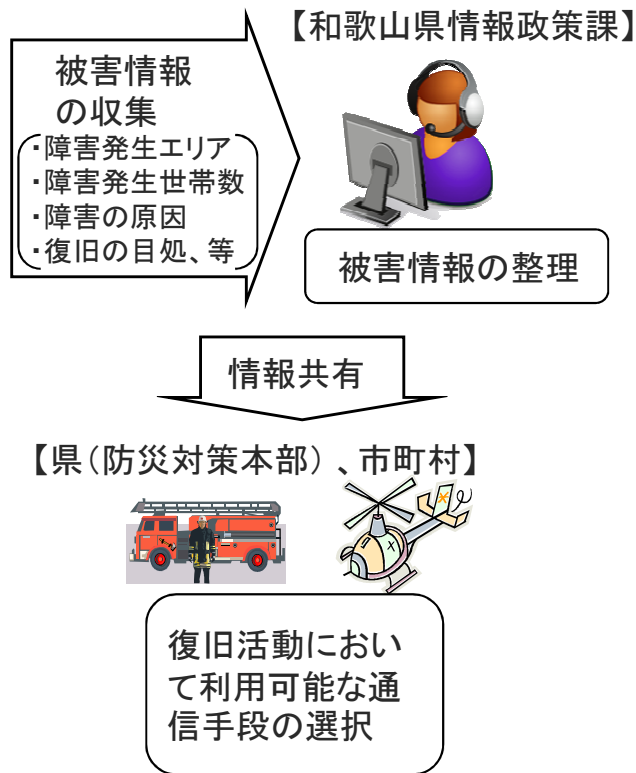 【和歌山県情報政策課】
被害情報
の収集
・障害発生エリア
・障害発生世帯数
・障害の原因
・復旧の目処、等
被害情報の整理
情報共有
【県（防災対策本部）、市町村】
復旧活動におい
て利用可能な通
信手段の選択